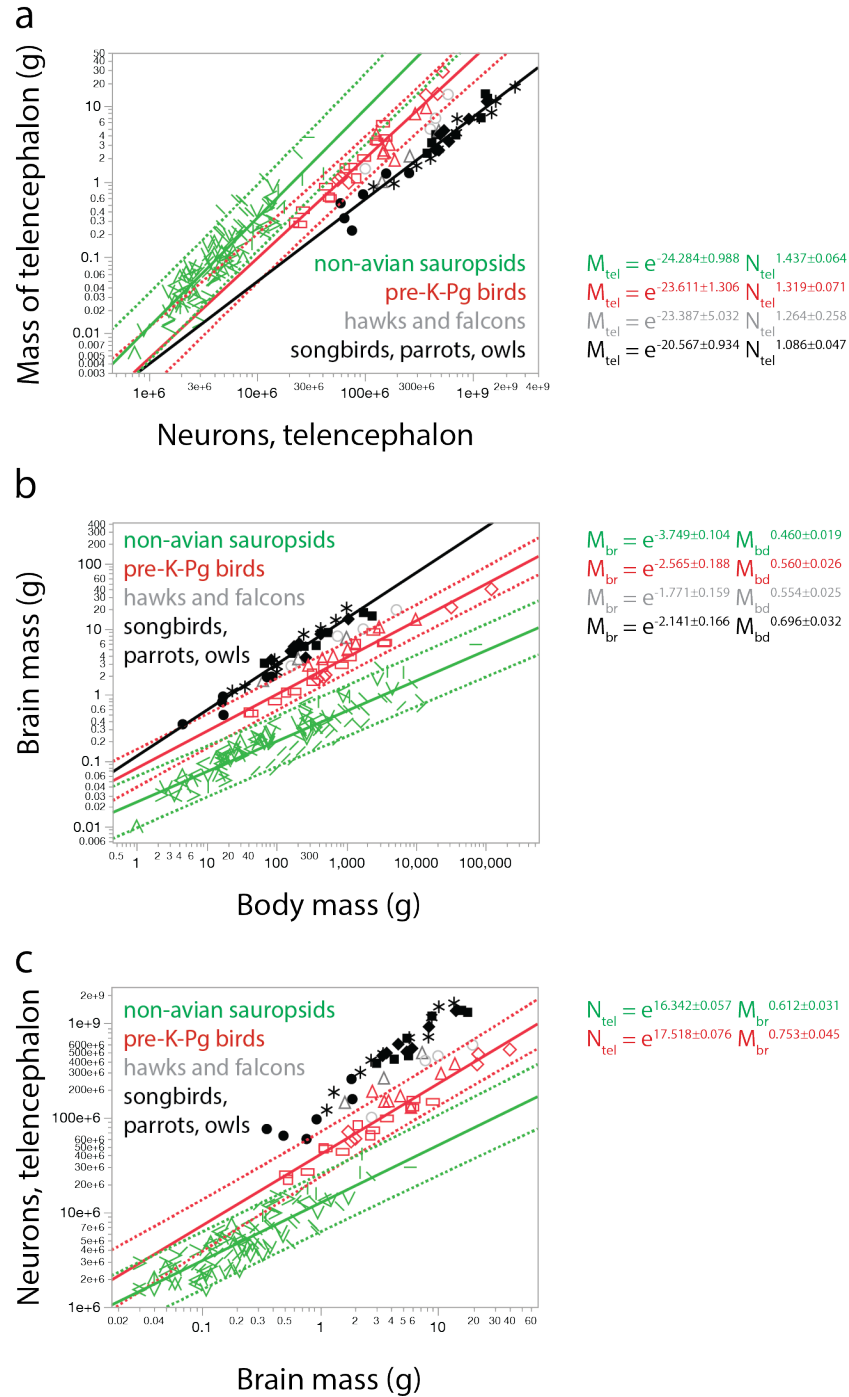 a
Mass of telencephalon (g)
50
40
30
20
10
5
4
3
2
1
0.6
0.4
0.3
0.2
0.1
0.06
0.04
0.03
0.02
0.01
0.007
0.005
0.004
0.003
non-avian sauropsids
pre-K-Pg birds
hawks and falcons
songbirds, parrots, owls
1e+6 3e+6 10e+6 30e+6 100e+6 300e+6 1e+9 2e+9 4e+9
Neurons, telencephalon
Mtel = e-24.284±0.988 Ntel1.437±0.064
Mtel = e-23.611±1.306 Ntel1.319±0.071
Mtel = e-23.387±5.032 Ntel1.264±0.258
Mtel = e-20.567±0.934 Ntel1.086±0.047
b
Brain mass (g)
400
300
200
100
60
40
30
20
10
6
4
3
2
1
0.6
0.4
0.3
0.2
0.1
0.06
0.04
0.03
0.02
0.01
0.006
non-avian sauropsids
pre-K-Pg birds
hawks and falcons
songbirds,
parrots, owls
0.5 1 2 3 4 6 10 20 40 100 300 1,000 10,000 100,000
Body mass (g)
Mbr = e-3.749±0.104 Mbd0.460±0.019
Mbr = e-2.565±0.188 Mbd0.560±0.026
Mbr = e-1.771±0.159 Mbd0.554±0.025
Mbr = e-2.141±0.166 Mbd0.696±0.032
c
Neurons, telencephalon
2e+9
1e+9
600e+6
500e+6
400e+6
300e+6
200e+6
100e+6
60e+6
50e+6
40e+6
30e+6
20e+6
10e+6
7e+6
5e+6
4e+6
3e+6
2e+6
1e+6
non-avian sauropsids
pre-K-Pg birds
hawks and falcons
songbirds,
parrots, owls
0.02 0.04 0.1 0.2 0.3 0.5 1 2 3 4 5 6 10 20 30 40 60
Brain mass (g)
Ntel = e16.342±0.057 Mbr0.612±0.031
Ntel = e17.518±0.076 Mbr0.753±0.045